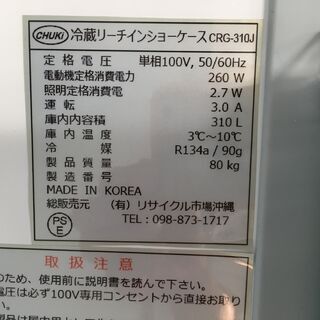 CHUKI 冷蔵リーチインショーケース CRG-310J
定格電圧 単相100V, 50/60Hz
電動機定格消費電力 260 W
照明定格消費電 2.7 W
運転 3.0 A
庫内内容積 310 L
庫内温度 3℃~10℃
冷媒 R134a / 90g
製品質量 80 kg
製造番号
MADE IN KOREA
総販売元 (有) リサイクル市場沖縄
TEL : 098-873-1717
PS E
取扱注意
のため、使用前に説明書を読んで下さい。
電圧は必ず100V専用コンセントから直接お取り